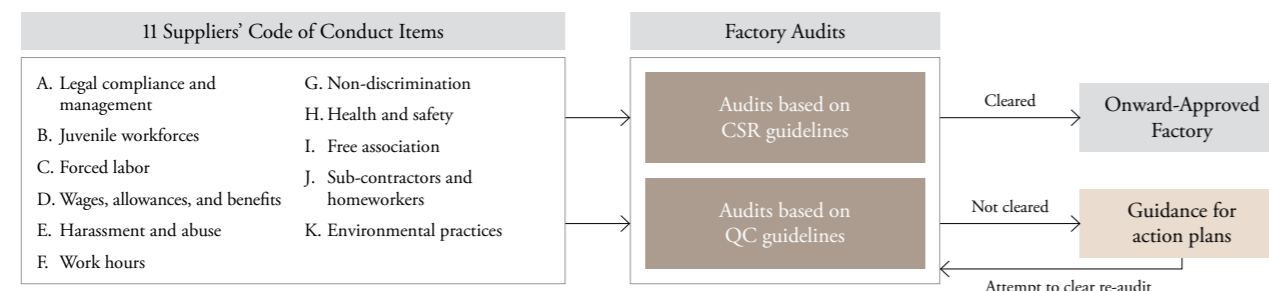 11 Suppliers’ Code of Conduct Items
A. Legal compliance and
management
B. Juvenile workforces
C. Forced labor
D. Wages, allowances, and benefits
E. Harassment and abuse
F. Work hours
G. Non-discrimination
H. Health and safety
I. Free association
J. Sub-contractors and
homeworkers
K. Environmental practices
Factory Audits
Audits based on
CSR guidelines
Audits based on
QC guidelines
Cleared
Onward-Approved
Factory
Not cleared
Guidance for
action plans
Attempt to clear re-audit